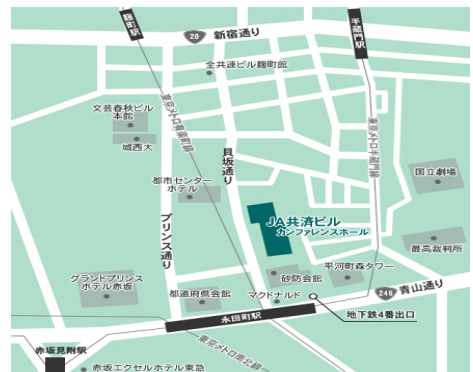 麹町駅
20
新宿通り
半蔵門駅
全共連ビル麹町館
文芸春秋ビル
本館
城西大
東京メトロ有楽町線
貝坂通り
東京メトロ半蔵門線
国立劇場
都市センター
ホテル
プリンス通り
JA共済ビル
カンファレンスホール
最高裁判所
グランドプリンス
ホテル赤坂
都道府県会館
砂防会館
平河町森タワー
マクドナルド
246
青山通り
永田町駅
地下鉄4番出口
赤坂見附駅
東京メトロ南北線
赤坂エクセルホテル東急